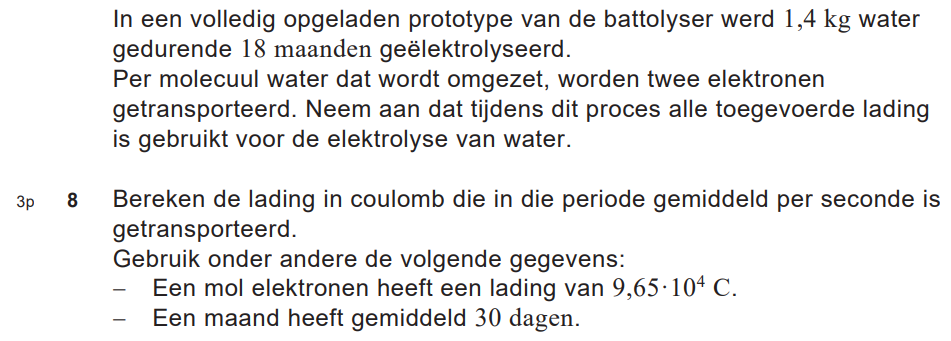 In een volledig opgeladen prototype van de battolyser werd 1,4 kg water
gedurende 18 maanden geëlektrolyseerd.
Per molecuul water dat wordt omgezet, worden twee elektronen
getransporteerd. Neem aan dat tijdens dit proces alle toegevoerde lading
is gebruikt voor de elektrolyse van water.
3p 8 Bereken de lading in coulomb die in die periode gemiddeld per seconde is
getransporteerd.
Gebruik onder andere de volgende gegevens:
– Een mol elektronen heeft een lading van 9,65·10⁴ C.
– Een maand heeft gemiddeld 30 dagen.